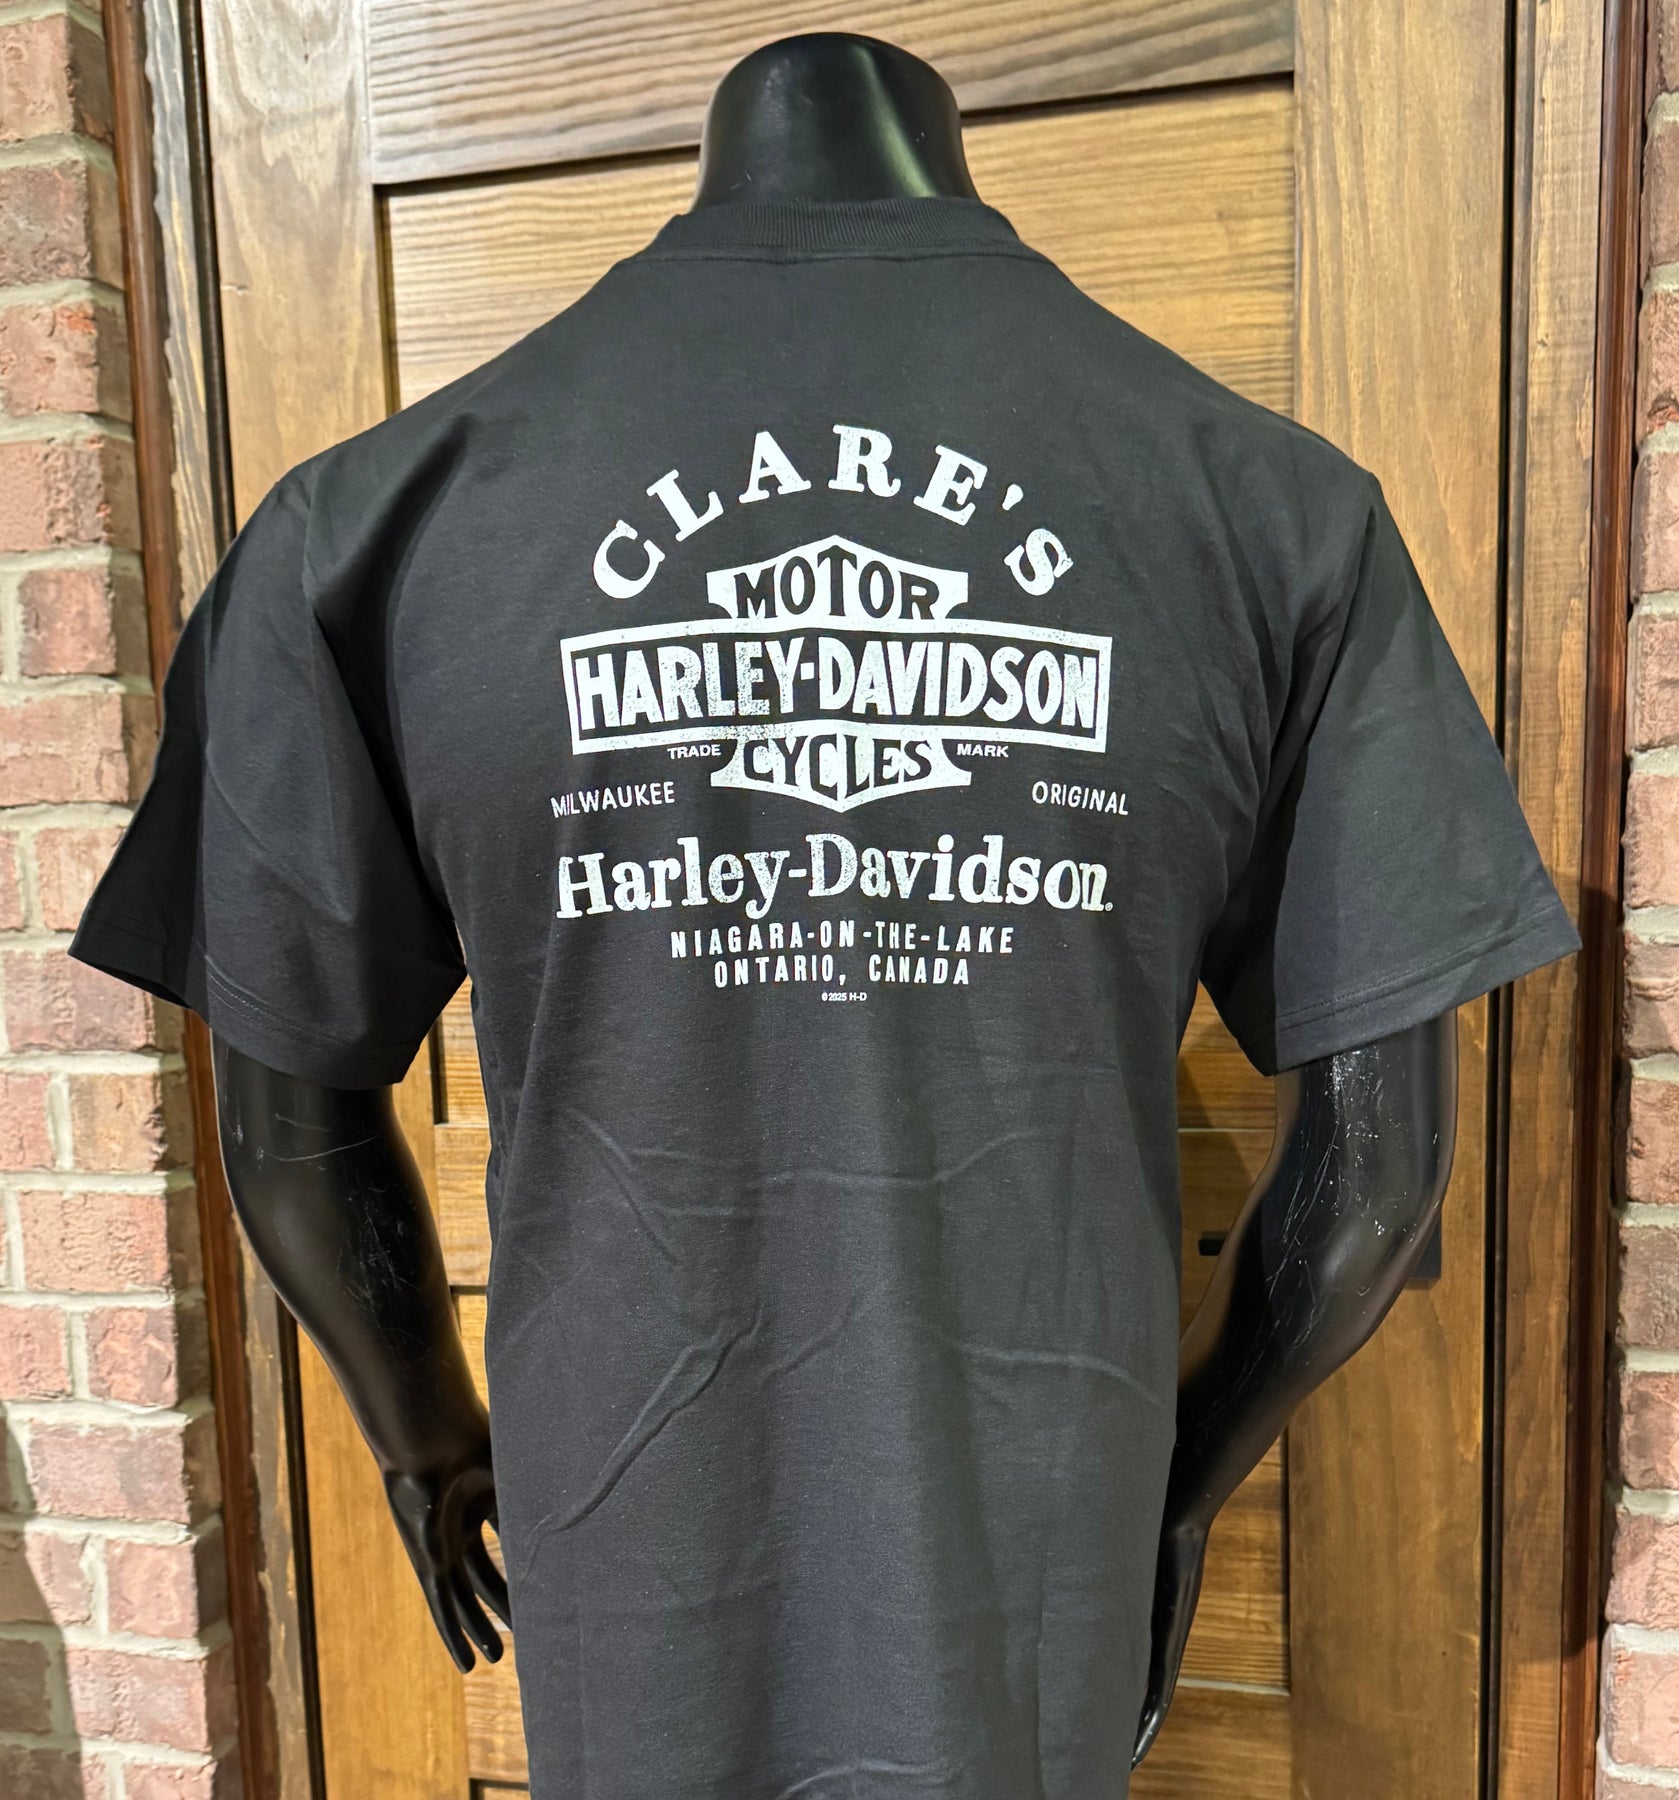 CLARE'S
MOTOR
HARLEY-DAVIDSON
TRADE CYCLES MARK
MILWAUKEE ORIGINAL
Harley-Davidson.
NIAGARA-ON-THE-LAKE
ONTARIO, CANADA
©2025 H-D